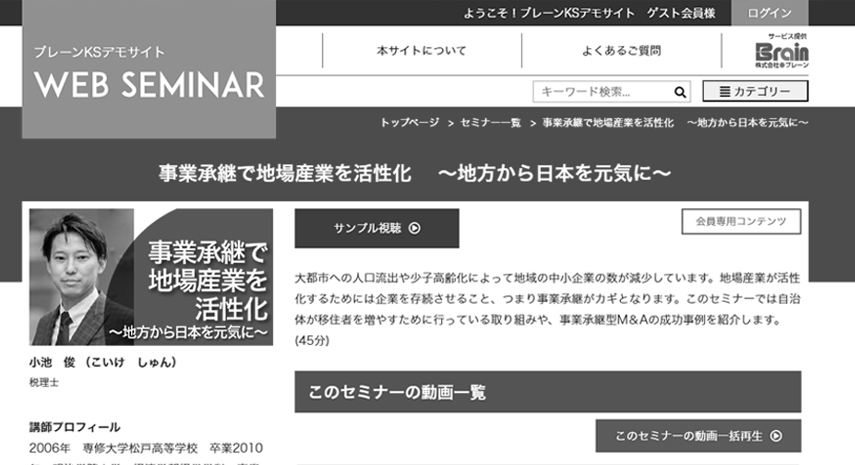 ようこそ！ブレーンKSデモサイト　ゲスト会員様
ログイン
ブレーンKSデモサイト
WEB SEMINAR
本サイトについて
よくあるご質問
サービス提供
Brain
株式会社ブレーン
キーワード検索...
カテゴリー
トップページ > セミナー一覧 > 事業承継で地場産業を活性化　～地方から日本を元気に～
事業承継で地場産業を活性化　～地方から日本を元気に～
事業承継で
地場産業を
活性化
～地方から日本を元気に～
小池　俊（こいけ　しゅん）
税理士
講師プロフィール
2006年　専修大学松戸高等学校　卒業2010
サンプル視聴
会員専用コンテンツ
大都市への人口流出や少子高齢化によって地域の中小企業の数が減少しています。地場産業が活性
化するためには企業を存続させること、つまり事業承継がカギとなります。このセミナーでは自治
体が移住者を増やすために行っている取り組みや、事業承継型M&Aの成功事例を紹介します。
(45分)
このセミナーの動画一覧
このセミナーの動画一括再生